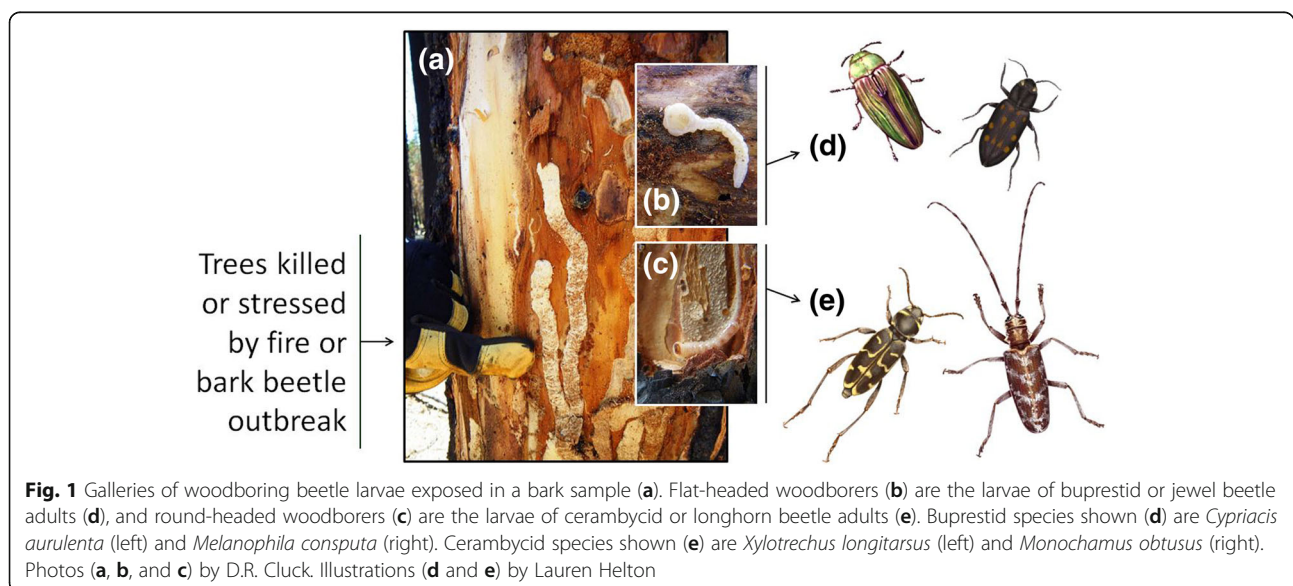 (a)
(b)
(c)
(d)
(e)
Trees killed
or stressed
by fire or
bark beetle
outbreak
Fig. 1 Galleries of woodboring beetle larvae exposed in a bark sample (a). Flat-headed woodborers (b) are the larvae of buprestid or jewel beetle
adults (d), and round-headed woodborers (c) are the larvae of cerambycid or longhorn beetle adults (e). Buprestid species shown (d) are Cypriacis
aurulenta (left) and Melanophila consputa (right). Cerambycid species shown (e) are Xylotrechus longitarsus (left) and Monochamus obtusus (right).
Photos (a, b, and c) by D.R. Cluck. Illustrations (d and e) by Lauren Helton